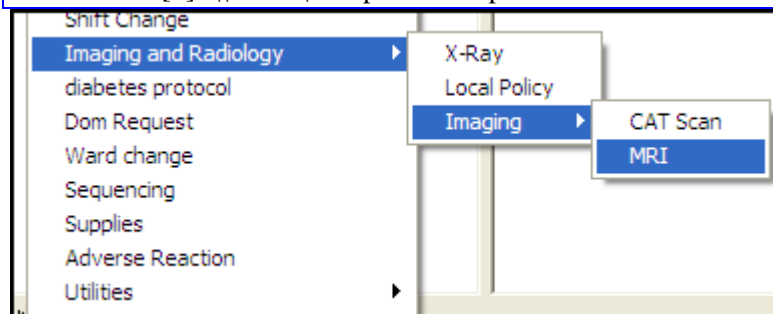 Shift Change
Imaging and Radiology
X-Ray
diabetes protocol
Local Policy
Dom Request
Imaging
CAT Scan
Ward change
MRI
Sequencing
Supplies
Adverse Reaction
Utilities